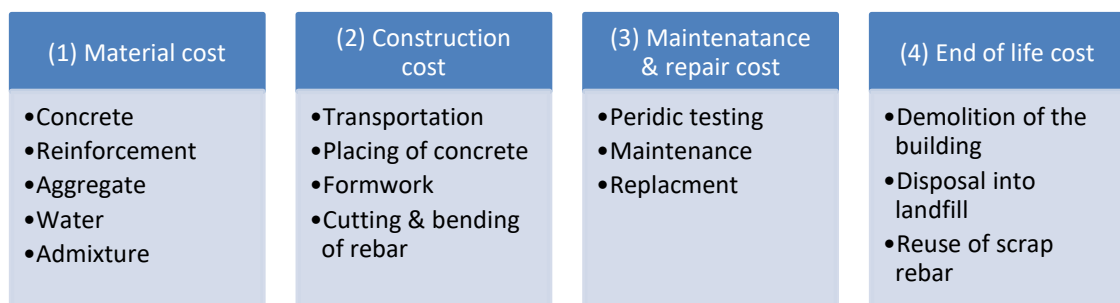 (1) Material cost
•Concrete
•Reinforcement
•Aggregate
•Water
•Admixture
(2) Construction
cost
•Transportation
•Placing of concrete
•Formwork
•Cutting & bending
of rebar
(3) Maintenatance
& repair cost
•Peridic testing
•Maintenance
•Replacment
(4) End of life cost
•Demolition of the
building
•Disposal into
landfill
•Reuse of scrap
rebar